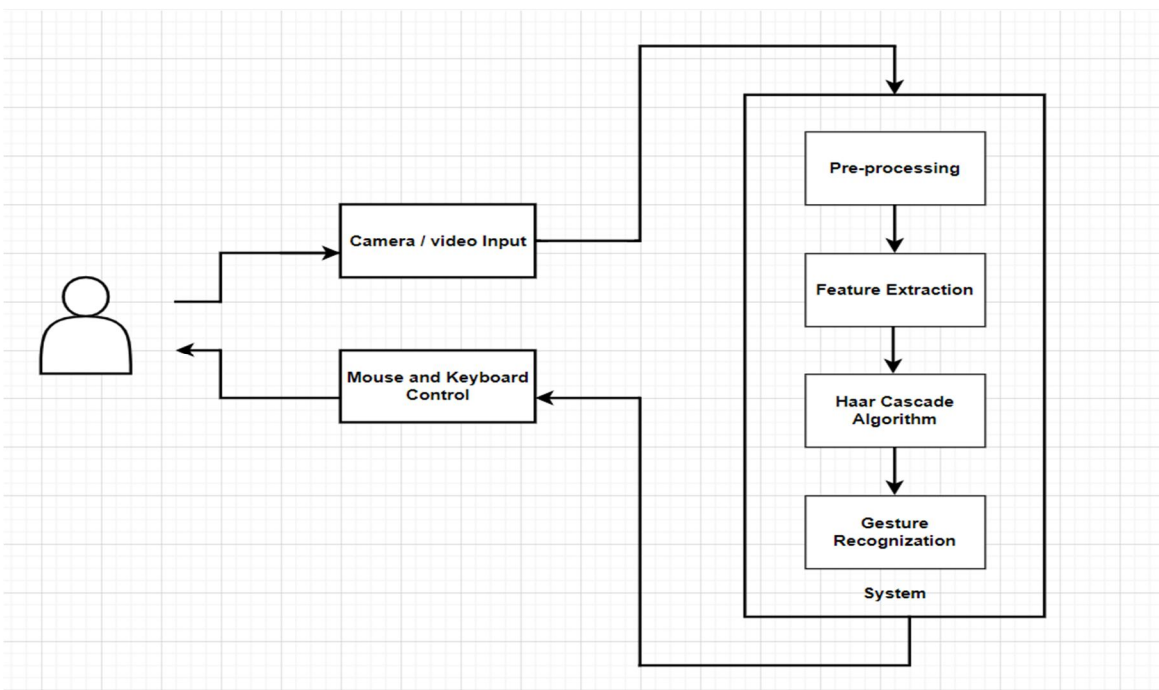 Camera / video Input
Mouse and Keyboard
Control
Pre-processing
Feature Extraction
Haar Cascade
Algorithm
Gesture
Recognization
System